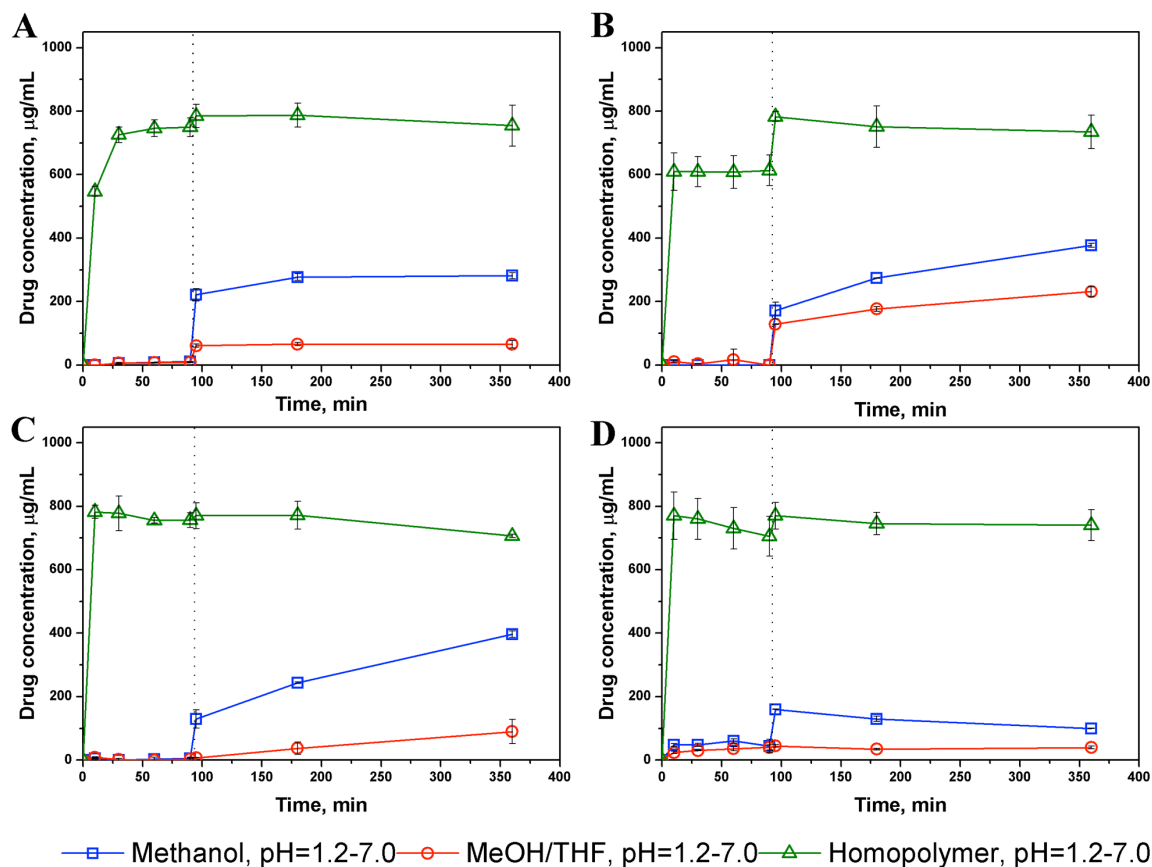 A
Drug concentration, µg/mL
1000
800
600
400
200
0
0 50 100 150 200 250 300 350 400
Time, min
B
Drug concentration, µg/mL
1000
800
600
400
200
0
0 50 100 150 200 250 300 350 400
Time, min
C
Drug concentration, µg/mL
1000
800
600
400
200
0
0 50 100 150 200 250 300 350 400
Time, min
D
Drug concentration, µg/mL
1000
800
600
400
200
0
0 50 100 150 200 250 300 350 400
Time, min
Methanol, pH=1.2-7.0 MeOH/THF, pH=1.2-7.0 Homopolymer, pH=1.2-7.0